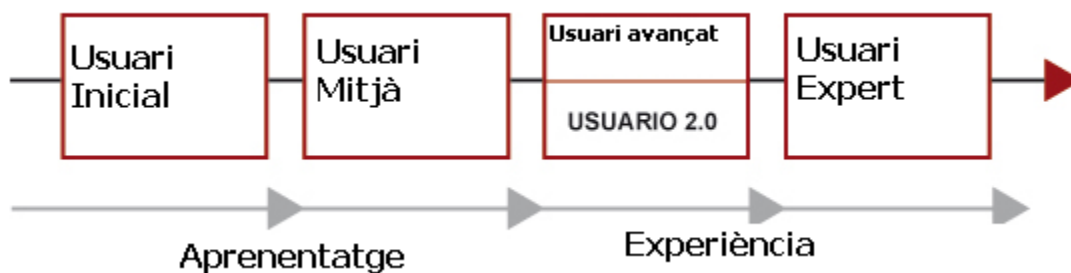 Usuari
Inicial
Usuari
Mitjà
Usuari avançat
USUARIO 2.0
Usuari
Expert
Aprenentatge
Experiència